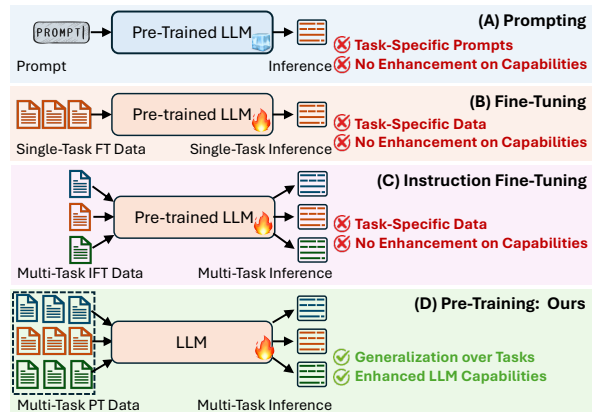 (A) Prompting
PROMPT
Pre-Trained LLM
Prompt
Inference
Task-Specific Prompts
No Enhancement on Capabilities
(B) Fine-Tuning
Pre-trained LLM
Task-Specific Data
No Enhancement on Capabilities
Single-Task FT Data
Single-Task Inference
(C) Instruction Fine-Tuning
Pre-trained LLM
Task-Specific Data
No Enhancement on Capabilities
Multi-Task IFT Data
Multi-Task Inference
(D) Pre-Training: Ours
LLM
Generalization over Tasks
Enhanced LLM Capabilities
Multi-Task PT Data
Multi-Task Inference